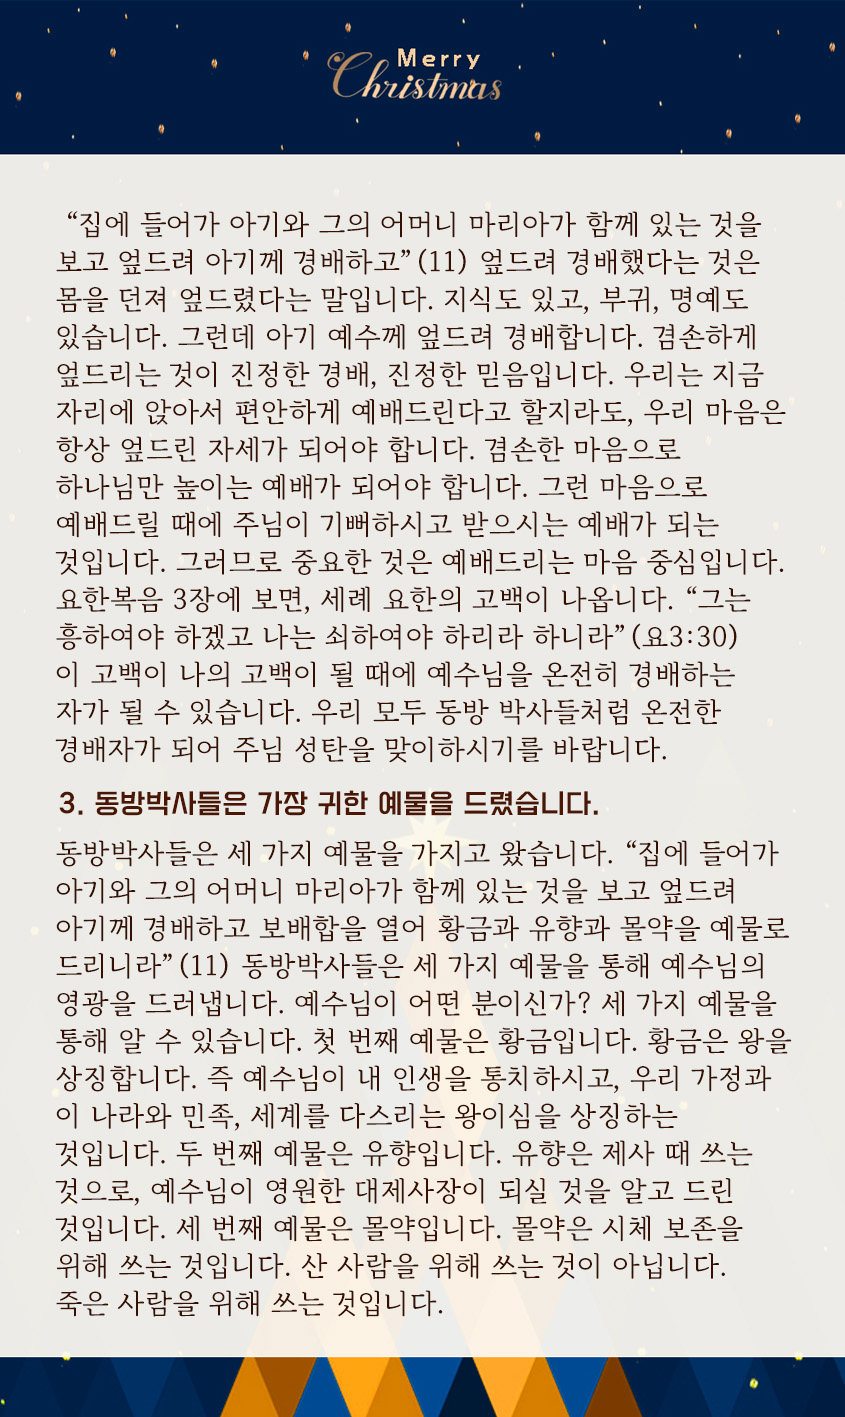 Merry
Christmas
“집에 들어가 아기와 그의 어머니 마리아가 함께 있는 것을
보고 엎드려 아기께 경배하고”(11) 엎드려 경배했다는 것은
몸을 던져 엎드렸다는 말입니다. 지식도 있고, 부귀, 명예도
있습니다. 그런데 아기 예수께 엎드려 경배합니다. 겸손하게
엎드리는 것이 진정한 경배, 진정한 믿음입니다. 우리는 지금
자리에 앉아서 편안하게 예배드린다고 할지라도, 우리 마음은
항상 엎드린 자세가 되어야 합니다. 겸손한 마음으로
하나님만 높이는 예배가 되어야 합니다. 그런 마음으로
예배드릴 때에 주님이 기뻐하시고 받으시는 예배가 되는
것입니다. 그러므로 중요한 것은 예배드리는 마음 중심입니다.
요한복음 3장에 보면, 세례 요한의 고백이 나옵니다. “그는
흥하여야 하겠고 나는 쇠하여야 하리라 하니라”(요3:30)
이 고백이 나의 고백이 될 때에 예수님을 온전히 경배하는
자가 될 수 있습니다. 우리 모두 동방 박사들처럼 온전한
경배자가 되어 주님 성탄을 맞이하시기를 바랍니다.
3. 동방박사들은 가장 귀한 예물을 드렸습니다.
동방박사들은 세 가지 예물을 가지고 왔습니다. “집에 들어가
아기와 그의 어머니 마리아가 함께 있는 것을 보고 엎드려
아기께 경배하고 보배합을 열어 황금과 유향과 몰약을 예물로
드리니라”(11) 동방박사들은 세 가지 예물을 통해 예수님의
영광을 드러냅니다. 예수님이 어떤 분이신가? 세 가지 예물을
통해 알 수 있습니다. 첫 번째 예물은 황금입니다. 황금은 왕을
상징합니다. 즉 예수님이 내 인생을 통치하시고, 우리 가정과
이 나라와 민족, 세계를 다스리는 왕이심을 상징하는
것입니다. 두 번째 예물은 유향입니다. 유향은 제사 때 쓰는
것으로, 예수님이 영원한 대제사장이 되실 것을 알고 드린
것입니다. 세 번째 예물은 몰약입니다. 몰약은 시체 보존을
위해 쓰는 것입니다. 산 사람을 위해 쓰는 것이 아닙니다.
죽은 사람을 위해 쓰는 것입니다.